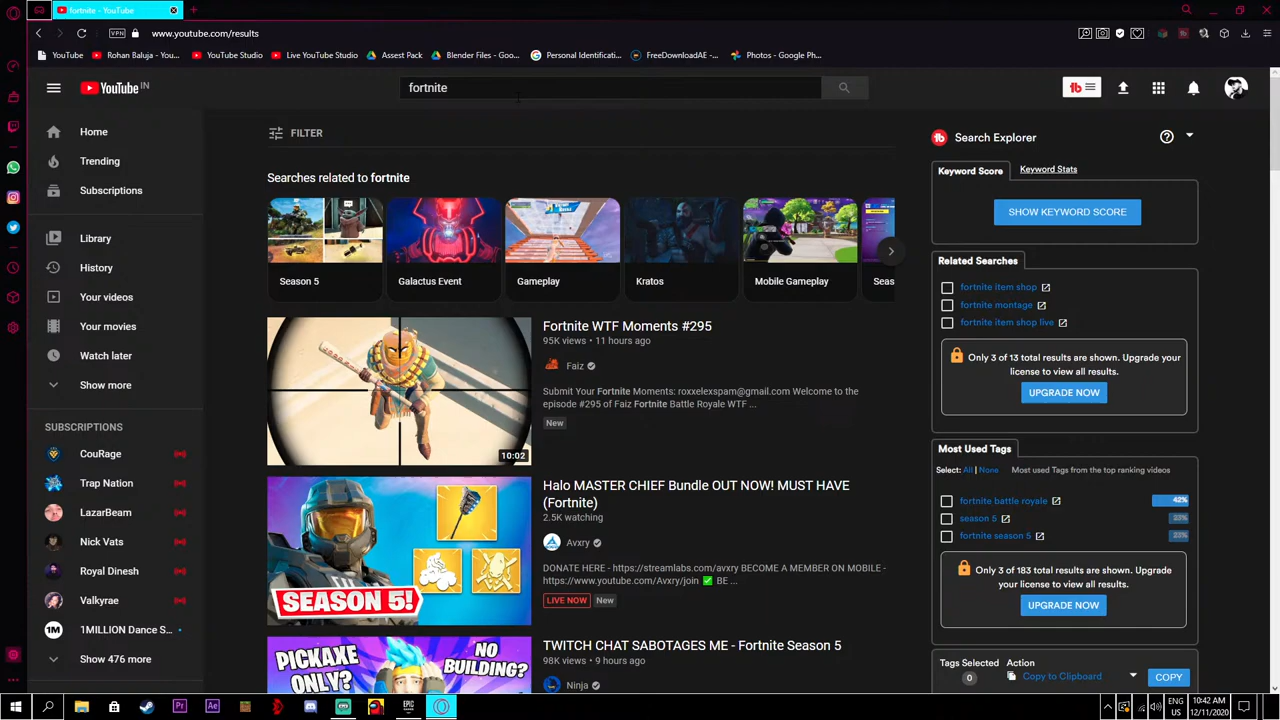 fortnite - YouTube
VPN
www.youtube.com/results
YouTube
Rohan Baluja - You...
YouTube Studio
Live YouTube Studio
Assest Pack
Blender Files - Goo...
Personal Identificati...
FreeDownloadAE -...
Photos - Google Ph...
YouTube IN
fortnite
Home
Trending
Subscriptions
Library
History
Your videos
Your movies
Watch later
Show more
SUBSCRIPTIONS
CouRage
Trap Nation
LazarBeam
Nick Vats
Royal Dinesh
Valkyrae
1MILLION Dance S...
Show 476 more
FILTER
Searches related to fortnite
Season 5
Galactus Event
Gameplay
Kratos
Mobile Gameplay
Seas
Fortnite WTF Moments #295
95K views • 11 hours ago
Faiz
Submit Your Fortnite Moments: roxxelexspam@gmail.com Welcome to the
episode #295 of Faiz Fortnite Battle Royale WTF ...
New
10:02
Halo MASTER CHIEF Bundle OUT NOW! MUST HAVE
(Fortnite)
2.5K watching
Avxry
DONATE HERE - https://streamlabs.com/avxry BECOME A MEMBER ON MOBILE -
https://www.youtube.com/Avxry/join ✅ BE ...
LIVE NOW
New
SEASON 5!
TWITCH CHAT SABOTAGES ME - Fortnite Season 5
98K views • 9 hours ago
Ninja
PICKAXE
ONLY?
NO
BUILDING?
tb
Search Explorer
Keyword Score
Keyword Stats
SHOW KEYWORD SCORE
Related Searches
fortnite item shop
fortnite montage
fortnite item shop live
Only 3 of 13 total results are shown. Upgrade your
license to view all results.
UPGRADE NOW
Most Used Tags
Select: All | None
Most used Tags from the top ranking videos
fortnite battle royale
42%
season 5
fortnite season 5
Only 3 of 183 total results are shown. Upgrade
your license to view all results.
UPGRADE NOW
Tags Selected
0
Action
Copy to Clipboard
COPY
Pr
Ae
EPIC
ENG
US
10:42 AM
12/11/2020